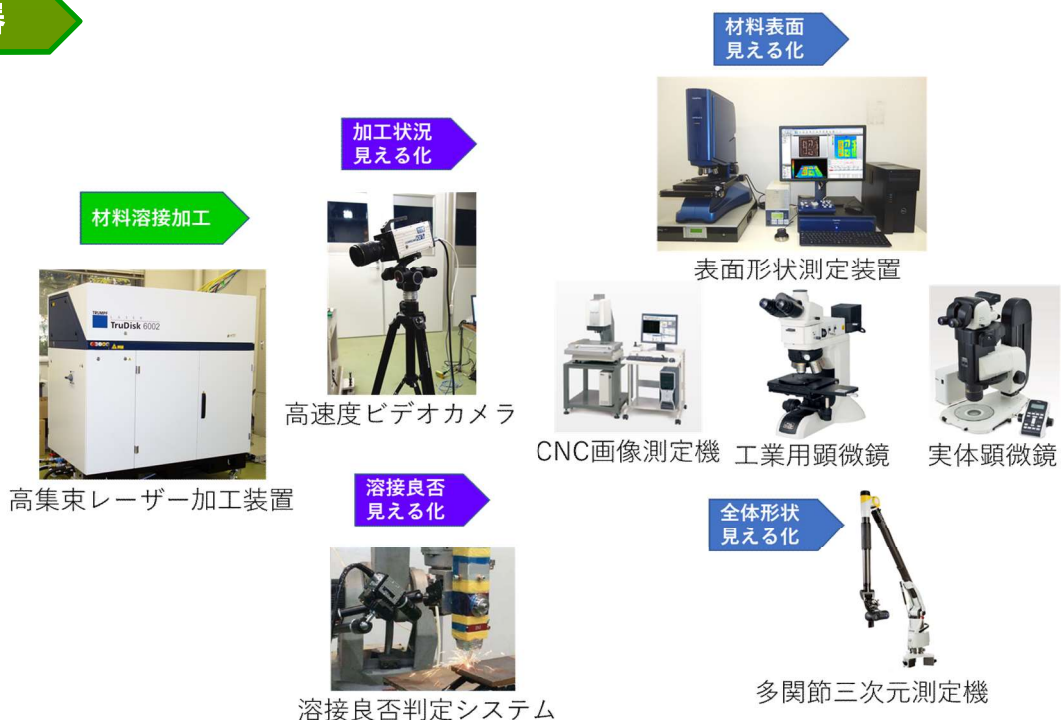 器
材料表面
見える化
加工状況
見える化
材料溶接加工
表面形状測定装置
TRUMPF
TruDisk 6002
高速度ビデオカメラ
CNC画像測定機
工業用顕微鏡
実体顕微鏡
高集束レーザー加工装置
溶接良否
見える化
全体形状
見える化
多関節三次元測定機
溶接良否判定システム